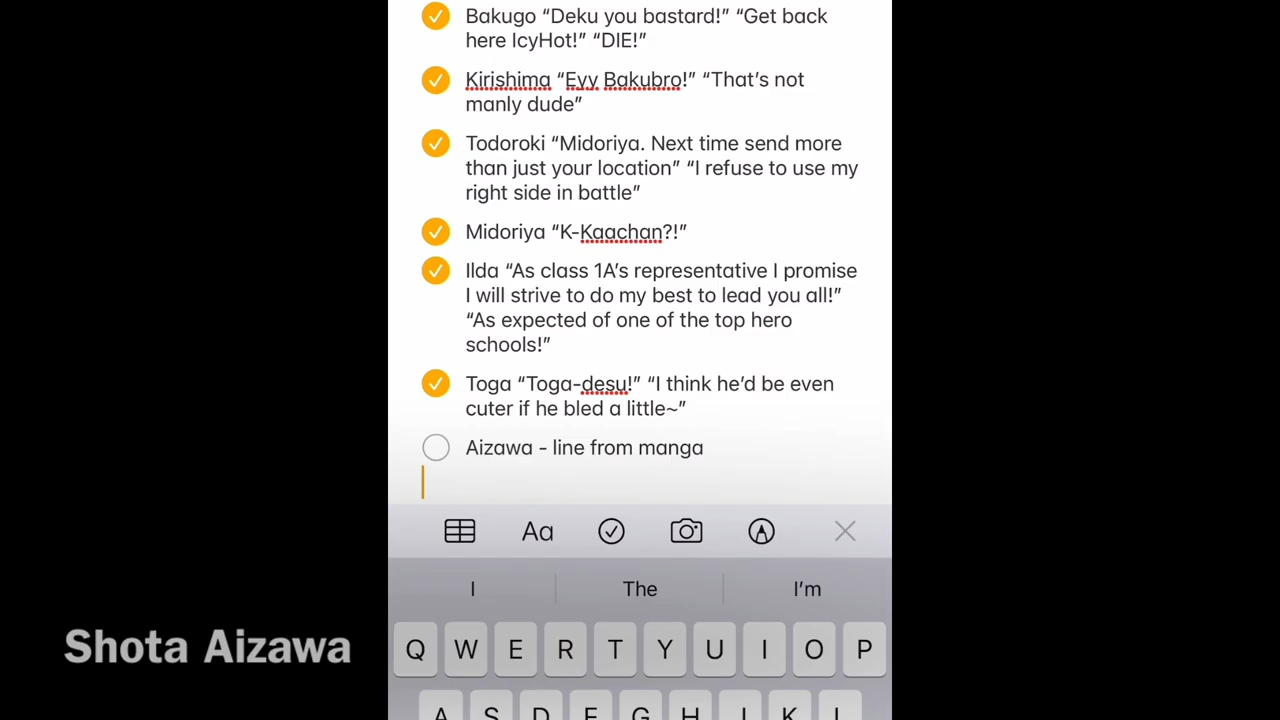 Bakugo “Deku you bastard!” “Get back
here IcyHot!” “DIE!”
Kirishima “Eyy Bakubro!” “That’s not
manly dude”
Todoroki “Midoriya. Next time send more
than just your location” “I refuse to use my
right side in battle”
Midoriya “K-Kaachan?!”
Ilda “As class 1A’s representative I promise
I will strive to do my best to lead you all!”
“As expected of one of the top hero
schools!”
Toga “Toga-desu!” “I think he’d be even
cuter if he bled a little~”
Aizawa - line from manga
Aa
I The I’m
Q W E R T Y U I O P
A S D F G H J K L
Shota Aizawa